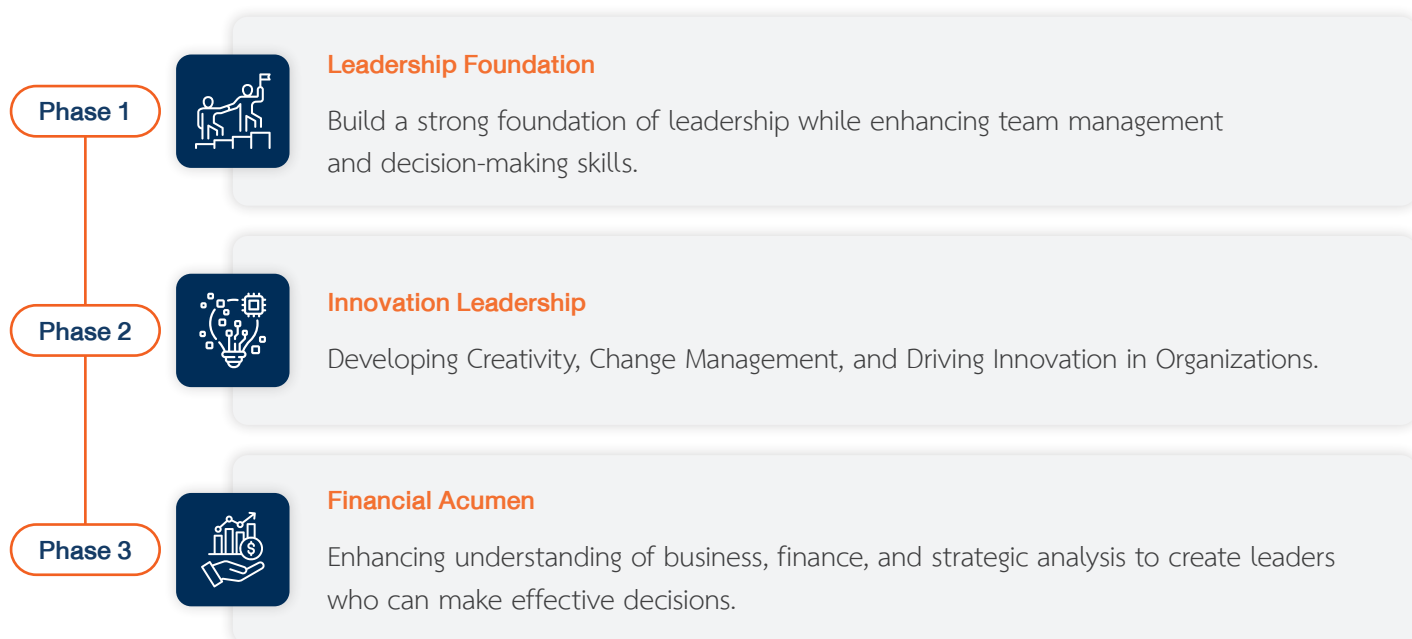 Phase 1
Leadership Foundation
Build a strong foundation of leadership while enhancing team management
and decision-making skills.
Phase 2
Innovation Leadership
Developing Creativity, Change Management, and Driving Innovation in Organizations.
Phase 3
Financial Acumen
Enhancing understanding of business, finance, and strategic analysis to create leaders
who can make effective decisions.